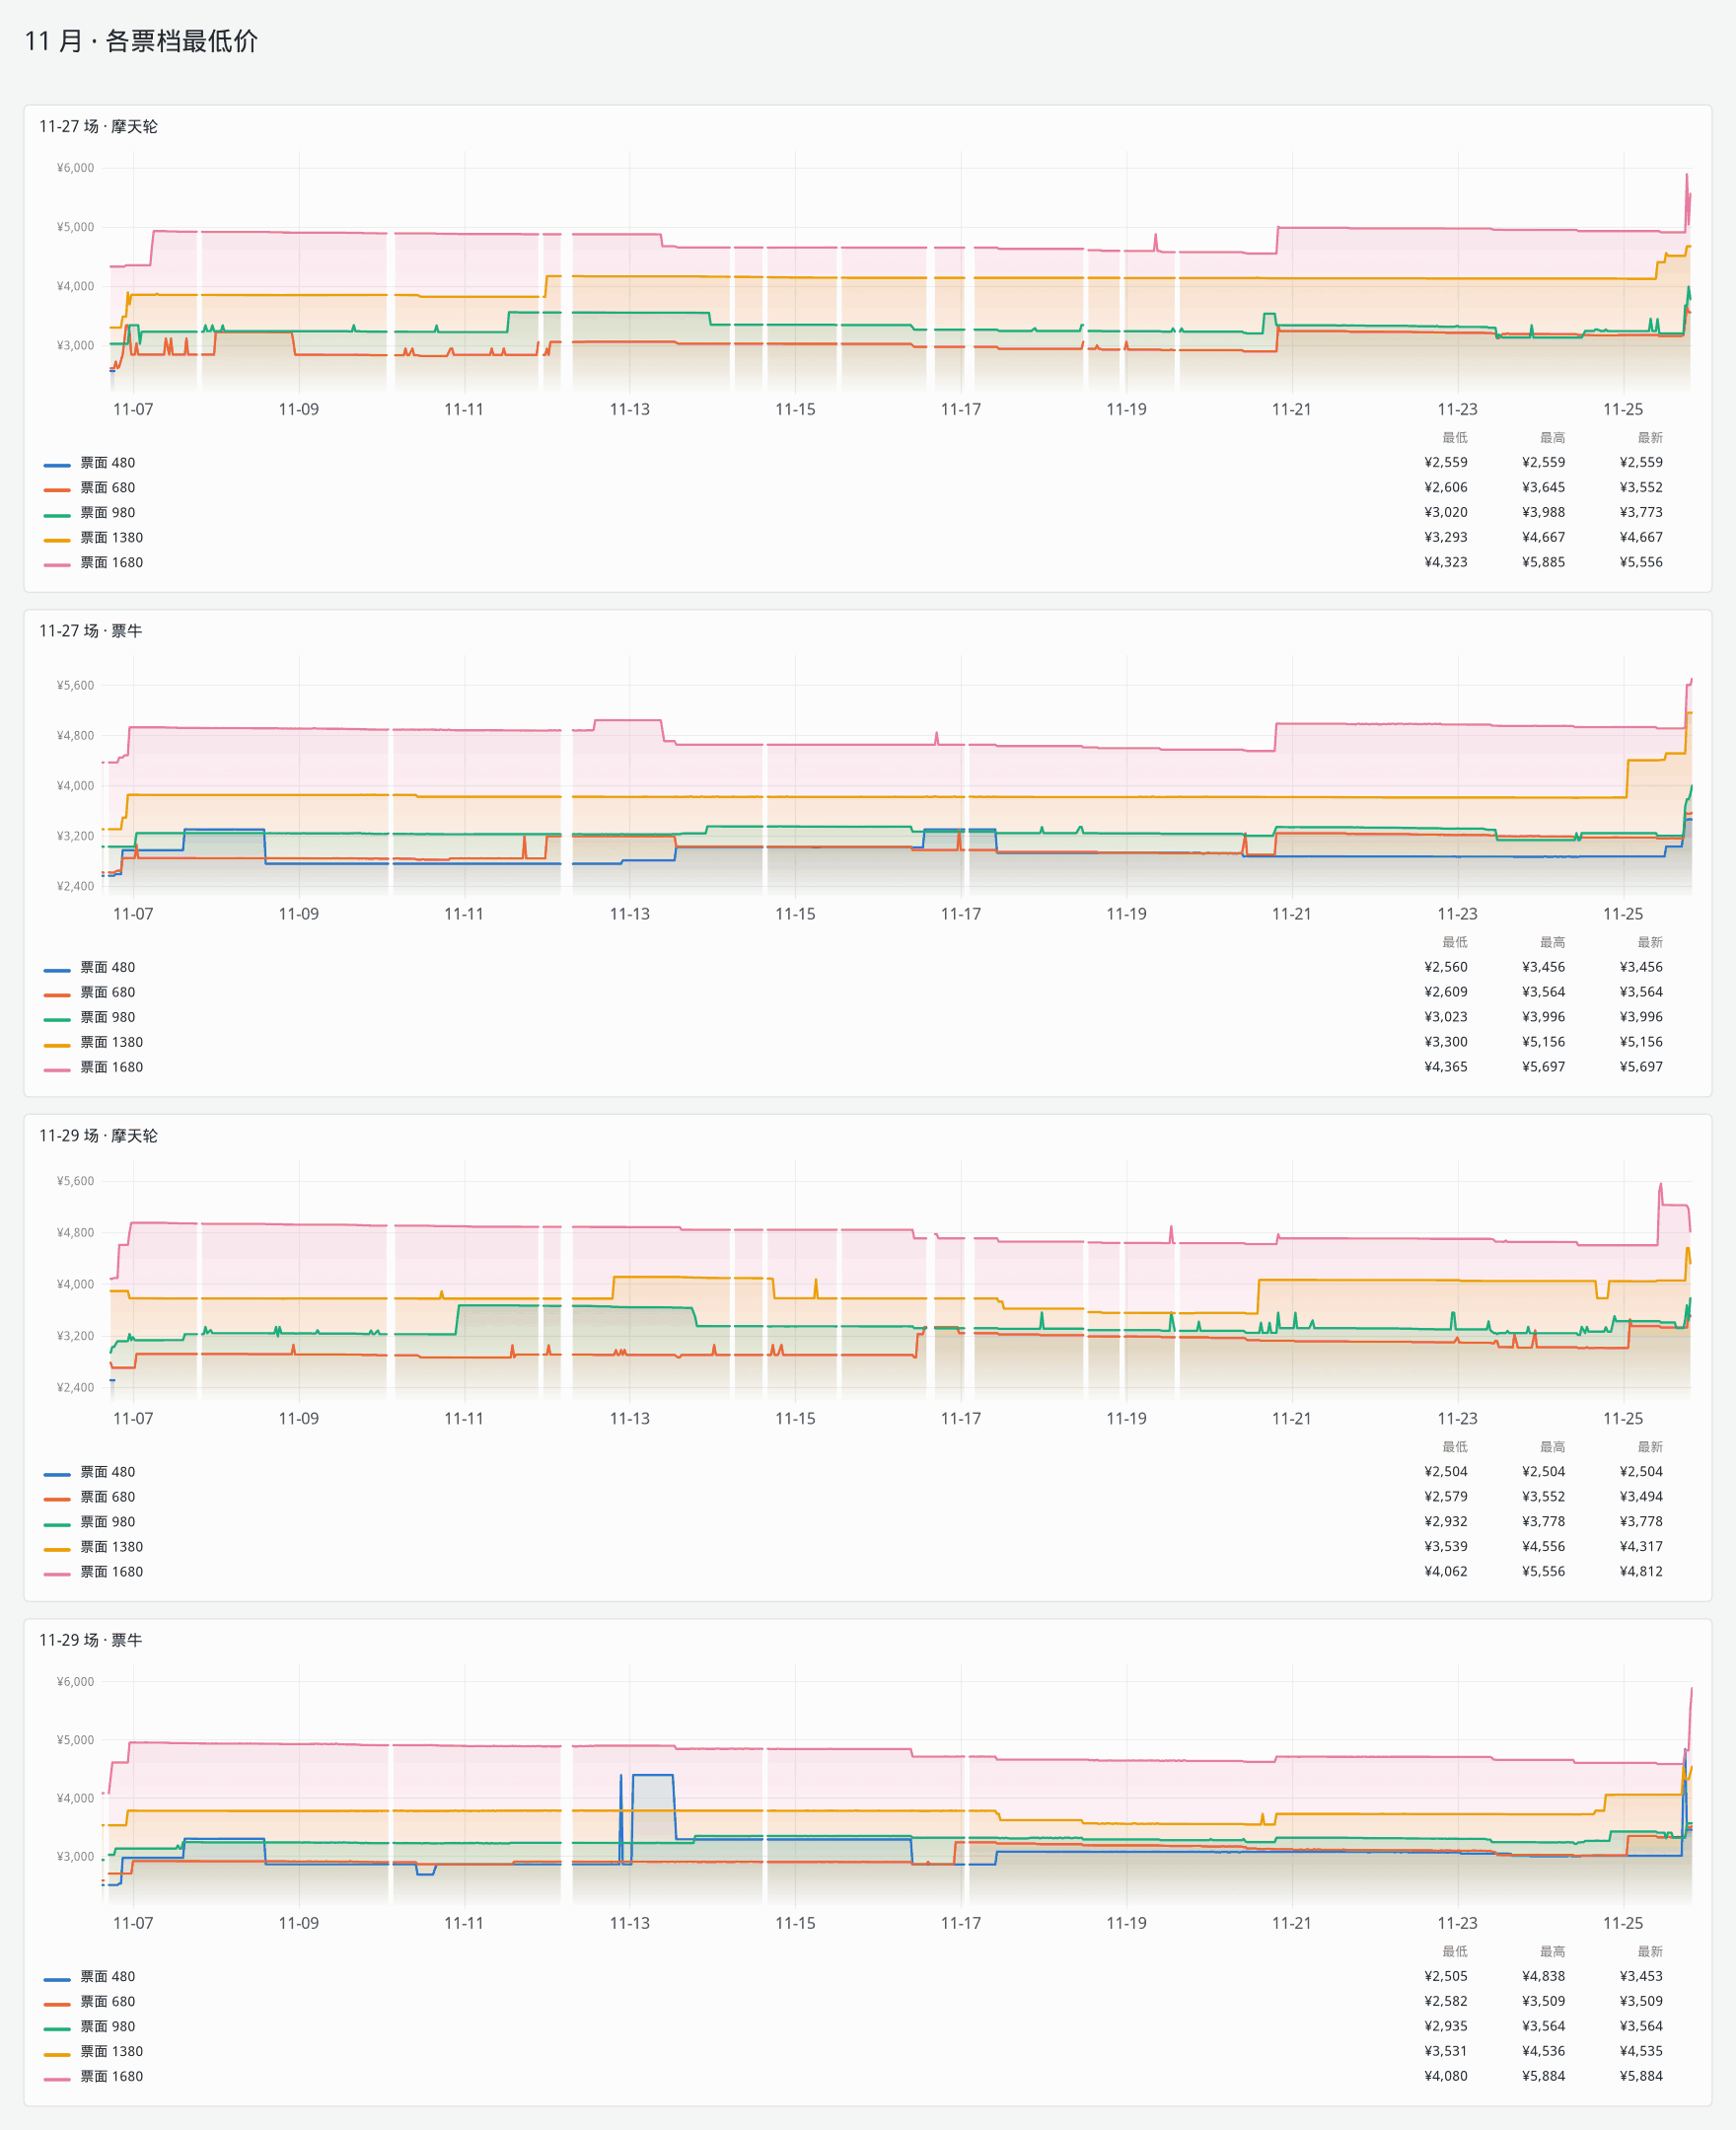 11 月 · 各票档最低价
11-27 场 · 摩天轮
¥6,000
¥5,000
¥4,000
¥3,000
11-07 11-09 11-11 11-13 11-15 11-17 11-19 11-21 11-23 11-25
最低 最高 最新
票面 480 ¥2,559 ¥2,559 ¥2,559
票面 680 ¥2,606 ¥3,645 ¥3,552
票面 980 ¥3,020 ¥3,988 ¥3,773
票面 1380 ¥3,293 ¥4,667 ¥4,667
票面 1680 ¥4,323 ¥5,885 ¥5,556
11-27 场 · 票牛
¥5,600
¥4,800
¥4,000
¥3,200
¥2,400
11-07 11-09 11-11 11-13 11-15 11-17 11-19 11-21 11-23 11-25
最低 最高 最新
票面 480 ¥2,560 ¥3,456 ¥3,456
票面 680 ¥2,609 ¥3,564 ¥3,564
票面 980 ¥3,023 ¥3,996 ¥3,996
票面 1380 ¥3,300 ¥5,156 ¥5,156
票面 1680 ¥4,365 ¥5,697 ¥5,697
11-29 场 · 摩天轮
¥5,600
¥4,800
¥4,000
¥3,200
¥2,400
11-07 11-09 11-11 11-13 11-15 11-17 11-19 11-21 11-23 11-25
最低 最高 最新
票面 480 ¥2,504 ¥2,504 ¥2,504
票面 680 ¥2,579 ¥3,552 ¥3,494
票面 980 ¥2,932 ¥3,778 ¥3,778
票面 1380 ¥3,539 ¥4,556 ¥4,317
票面 1680 ¥4,062 ¥5,556 ¥4,812
11-29 场 · 票牛
¥6,000
¥5,000
¥4,000
¥3,000
11-07 11-09 11-11 11-13 11-15 11-17 11-19 11-21 11-23 11-25
最低 最高 最新
票面 480 ¥2,505 ¥4,838 ¥3,453
票面 680 ¥2,582 ¥3,509 ¥3,509
票面 980 ¥2,935 ¥3,564 ¥3,564
票面 1380 ¥3,531 ¥4,536 ¥4,535
票面 1680 ¥4,080 ¥5,884 ¥5,884